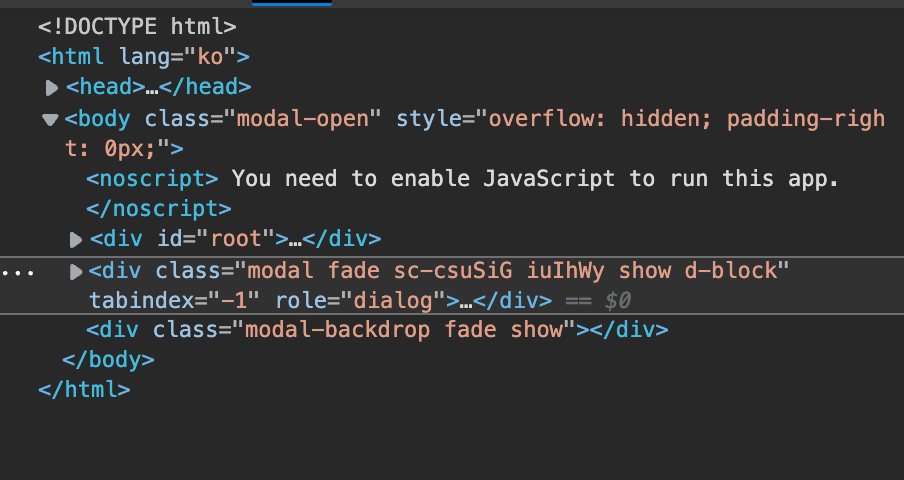 <!DOCTYPE html>
<html lang="ko">
<head>…</head>
<body class="modal-open" style="overflow: hidden; padding-righ
t: 0px;">
<noscript> You need to enable JavaScript to run this app.
</noscript>
<div id="root">…</div>
<div class="modal fade sc-csuSiG iuIhWy show d-block"
tabindex="-1" role="dialog">…</div> == $0
<div class="modal-backdrop fade show"></div>
</body>
</html>